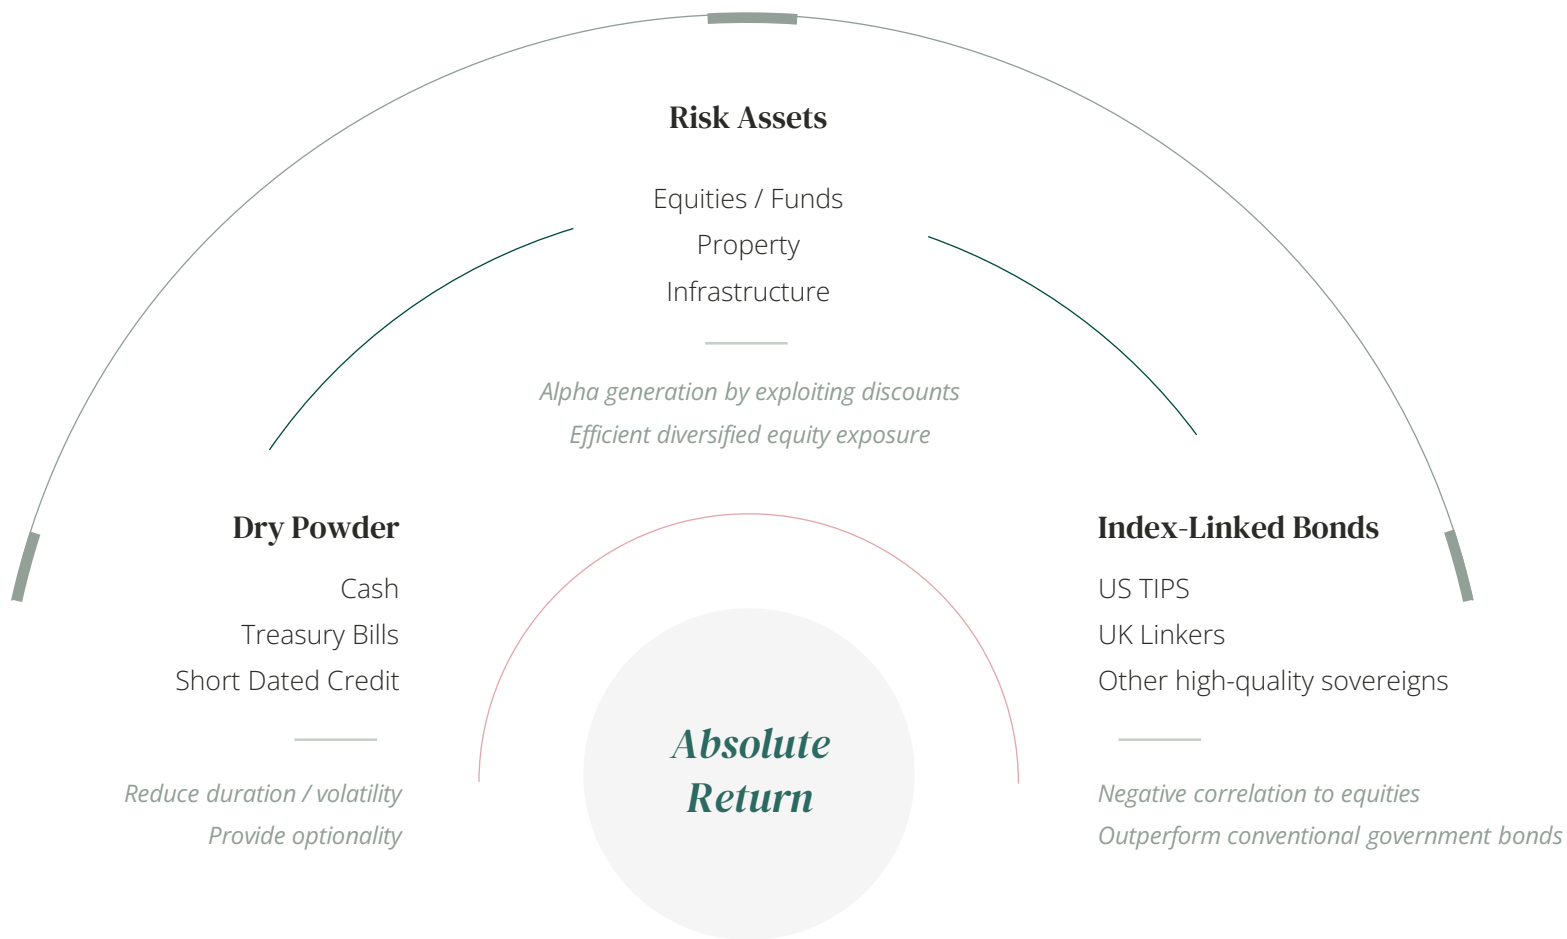 Risk Assets
Equities / Funds
Property
Infrastructure
Alpha generation by exploiting discounts
Efficient diversified equity exposure
Dry Powder
Cash
Treasury Bills
Short Dated Credit
Reduce duration / volatility
Provide optionality
Absolute
Return
Index-Linked Bonds
US TIPS
UK Linkers
Other high-quality sovereigns
Negative correlation to equities
Outperform conventional government bonds